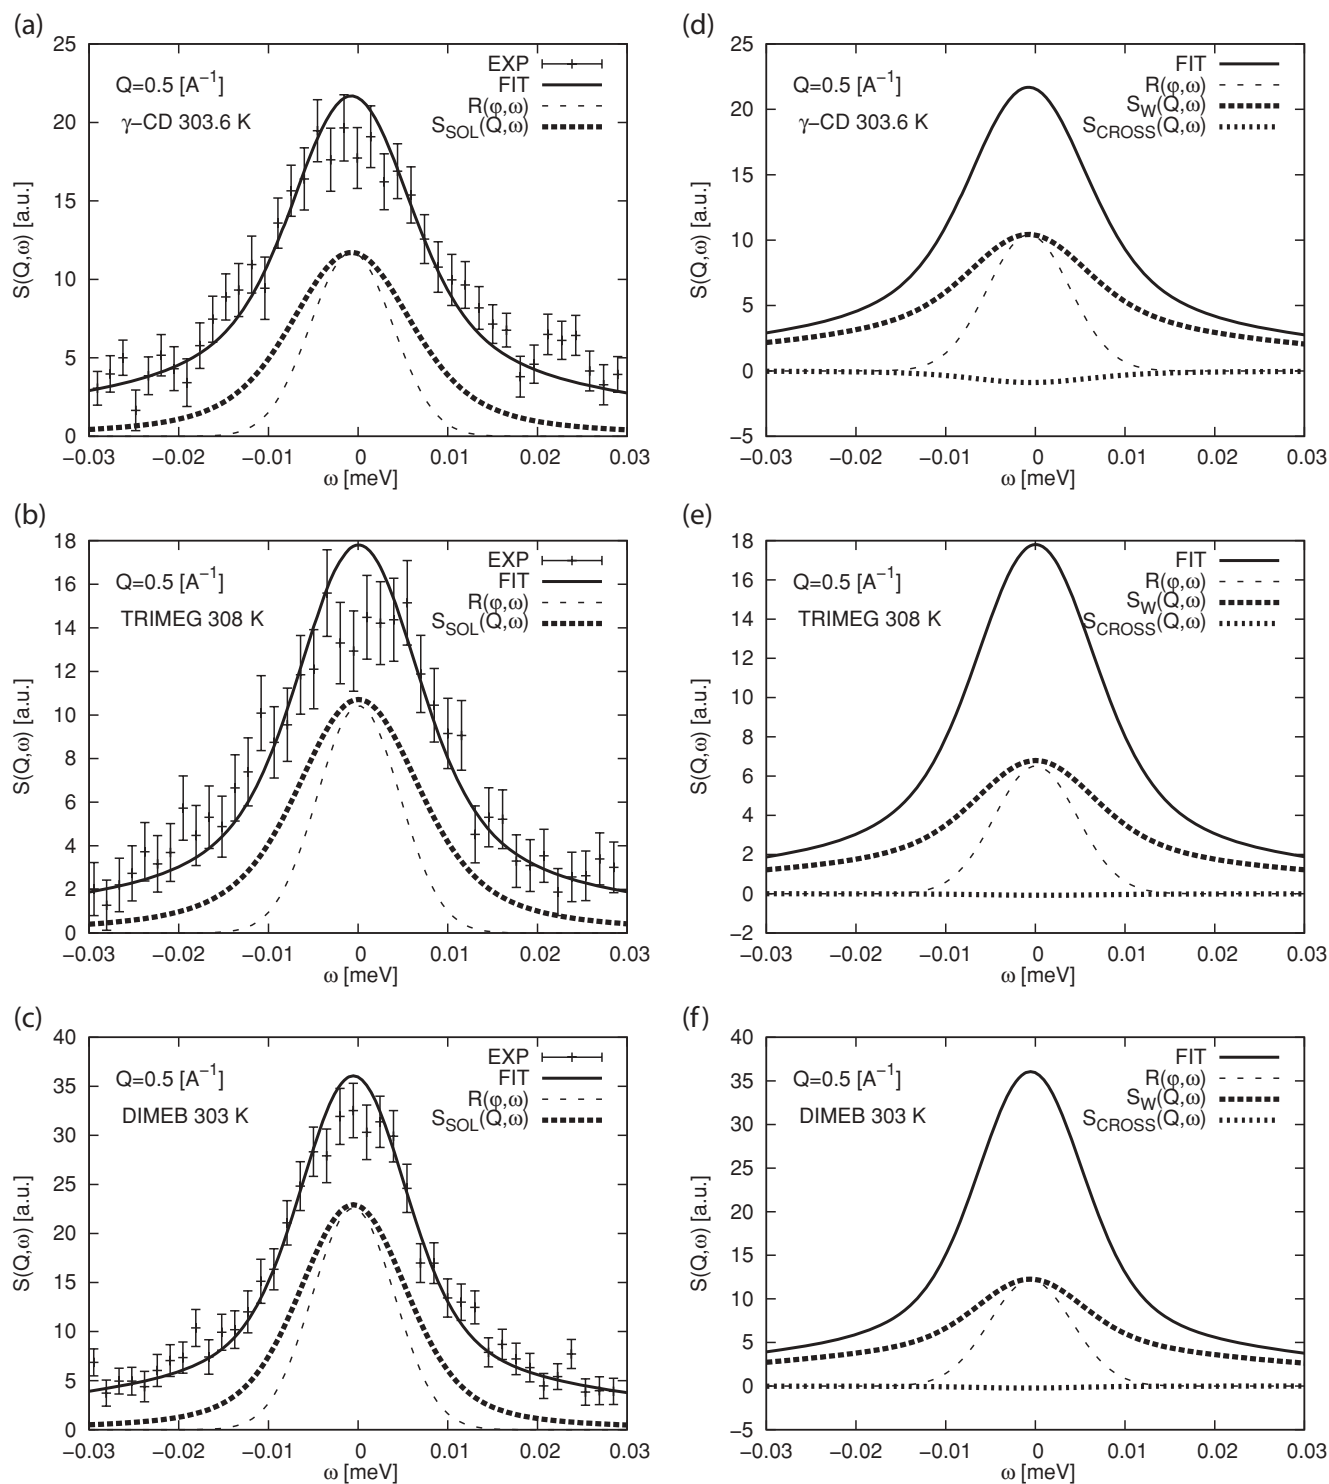 (a)
25
20
15
10
5
0
S(Q,ω) [a.u.]
Q=0.5 [A⁻¹]
γ−CD 303.6 K
EXP
FIT
R(φ,ω)
S_SOL(Q,ω)
−0.03 −0.02 −0.01 0 0.01 0.02 0.03
ω [meV]
(d)
25
20
15
10
5
0
−5
S(Q,ω) [a.u.]
Q=0.5 [A⁻¹]
γ−CD 303.6 K
FIT
R(φ,ω)
S_W(Q,ω)
S_CROSS(Q,ω)
−0.03 −0.02 −0.01 0 0.01 0.02 0.03
ω [meV]
(b)
18
16
14
12
10
8
6
4
2
0
S(Q,ω) [a.u.]
Q=0.5 [A⁻¹]
TRIMEG 308 K
EXP
FIT
R(φ,ω)
S_SOL(Q,ω)
−0.03 −0.02 −0.01 0 0.01 0.02 0.03
ω [meV]
(e)
18
16
14
12
10
8
6
4
2
0
−2
S(Q,ω) [a.u.]
Q=0.5 [A⁻¹]
TRIMEG 308 K
FIT
R(φ,ω)
S_W(Q,ω)
S_CROSS(Q,ω)
−0.03 −0.02 −0.01 0 0.01 0.02 0.03
ω [meV]
(c)
40
35
30
25
20
15
10
5
0
S(Q,ω) [a.u.]
Q=0.5 [A⁻¹]
DIMEB 303 K
EXP
FIT
R(φ,ω)
S_SOL(Q,ω)
−0.03 −0.02 −0.01 0 0.01 0.02 0.03
ω [meV]
(f)
40
35
30
25
20
15
10
5
0
−5
S(Q,ω) [a.u.]
Q=0.5 [A⁻¹]
DIMEB 303 K
FIT
R(φ,ω)
S_W(Q,ω)
S_CROSS(Q,ω)
−0.03 −0.02 −0.01 0 0.01 0.02 0.03
ω [meV]